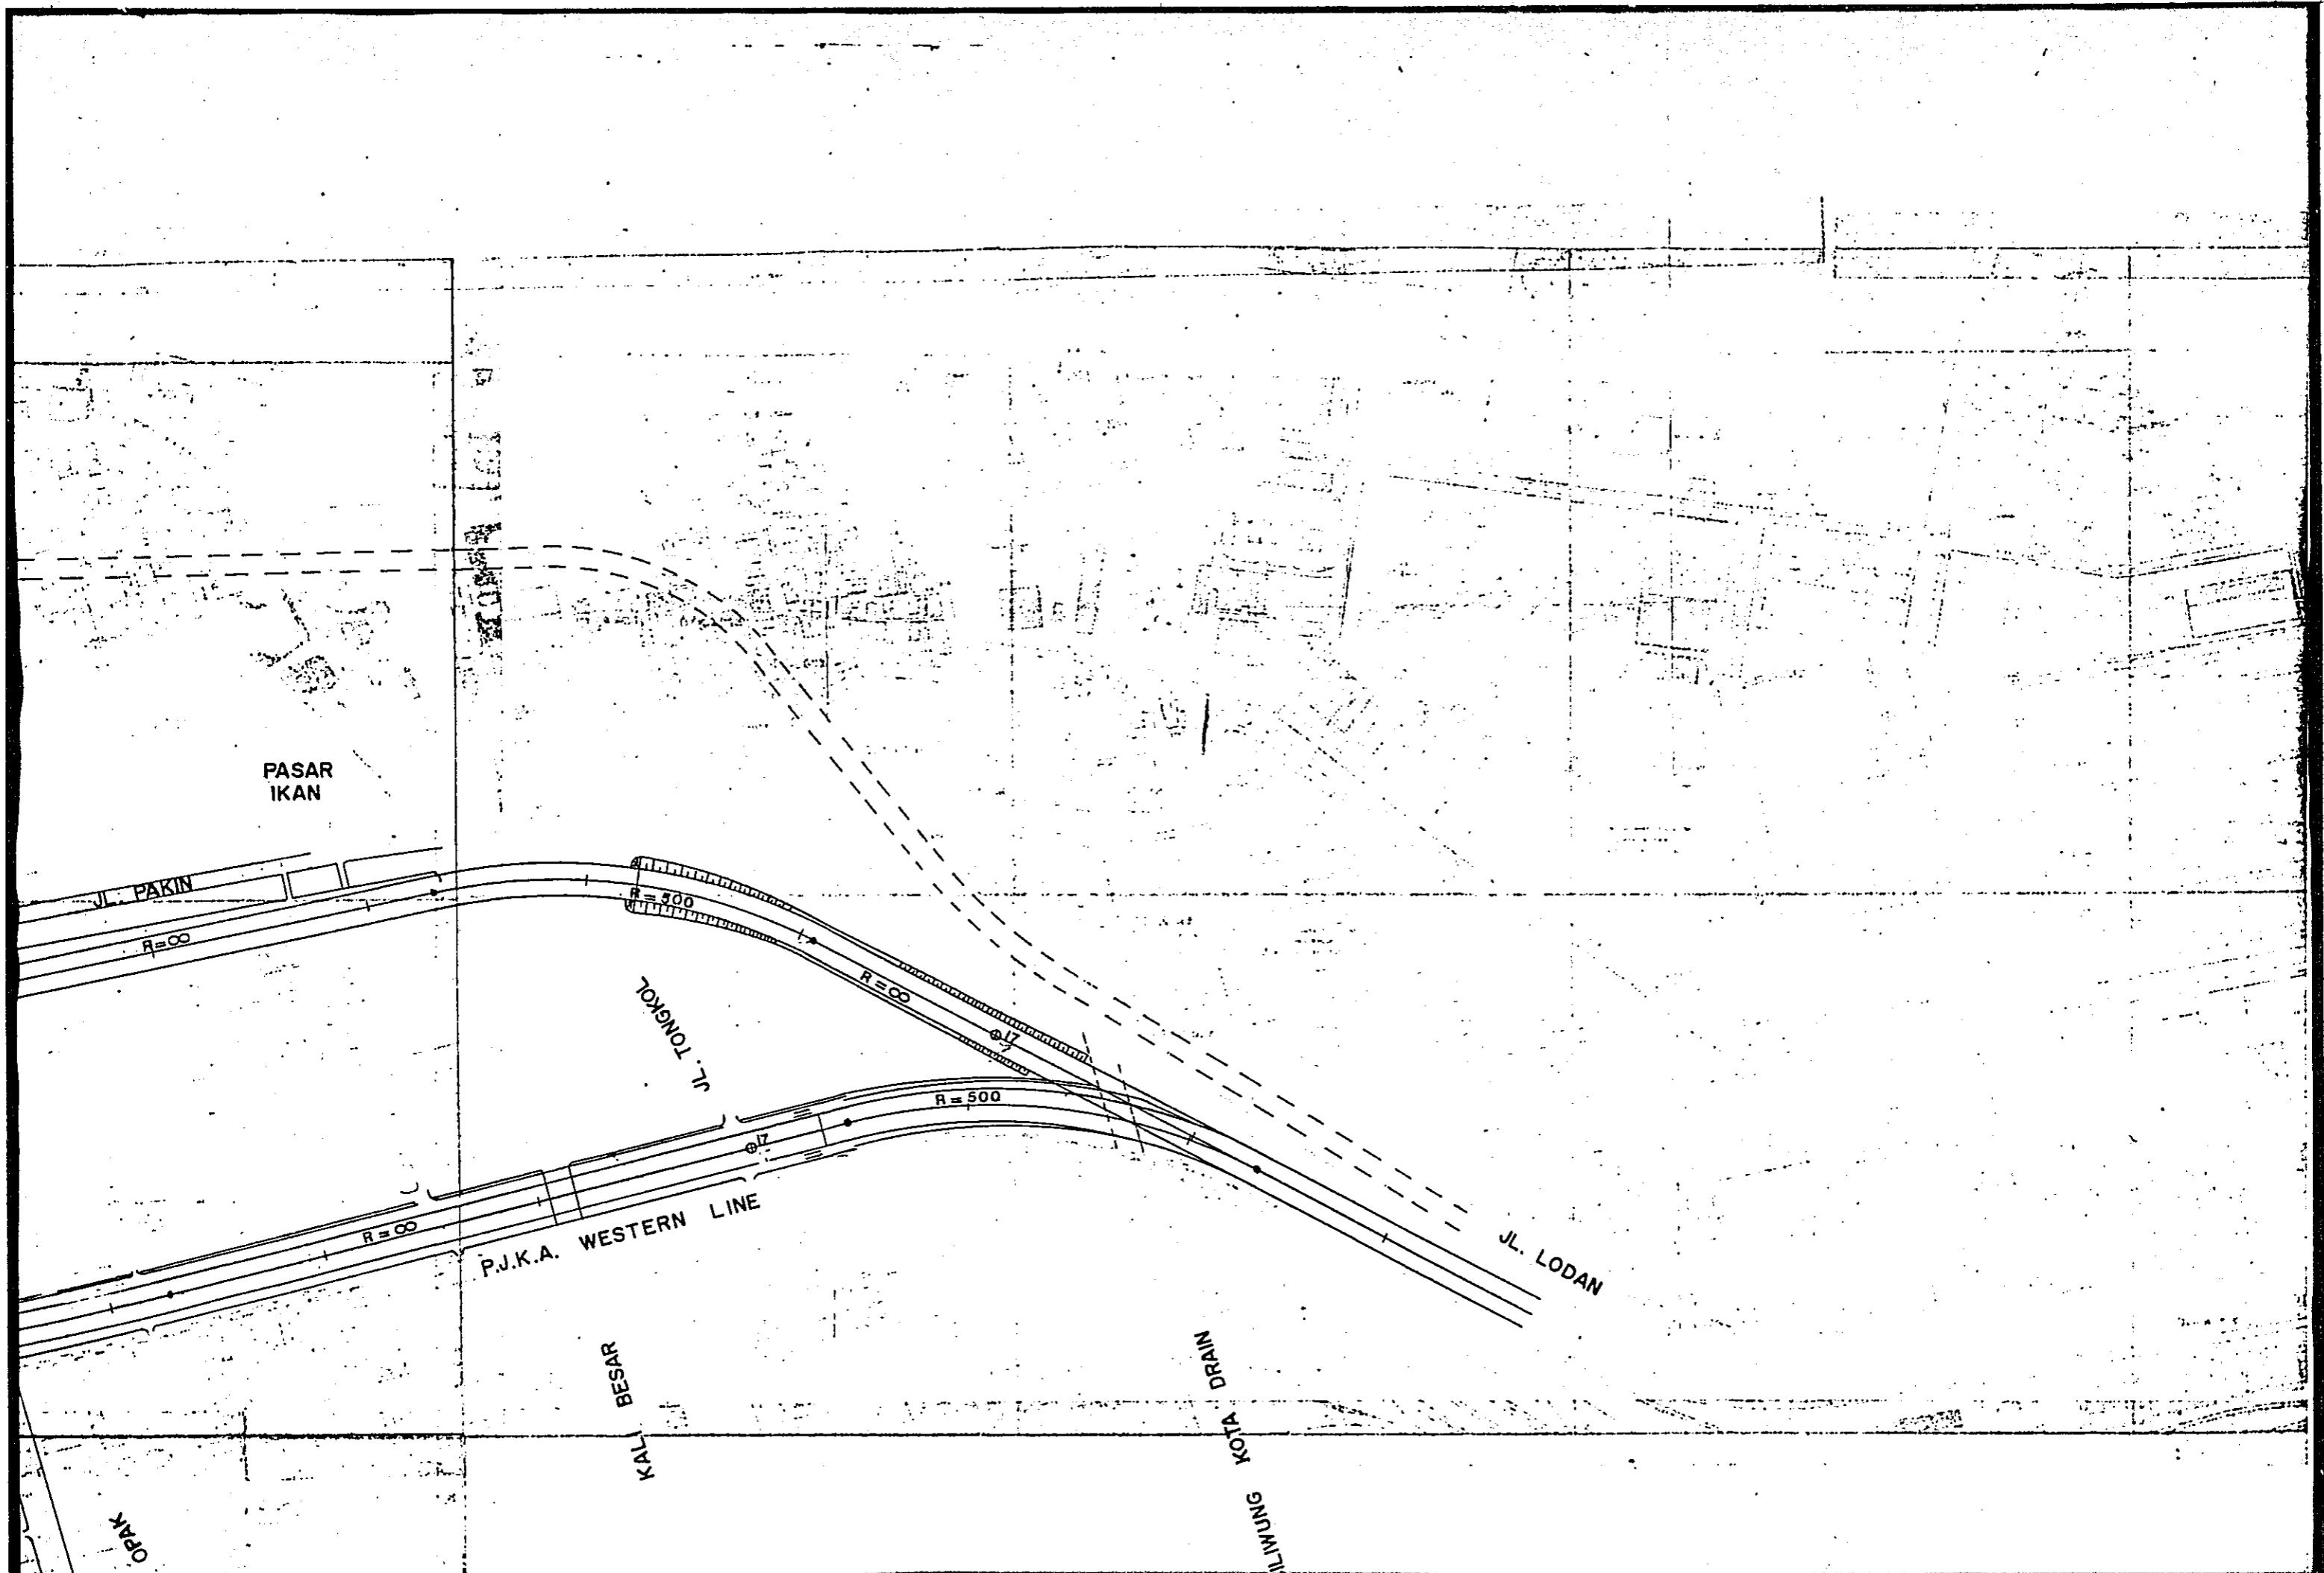 PASAR
IKAN
JL. PAKIN
R=∞
R=500
JL. TONGKOL
R=∞
17
R=500
17
R=∞
P.J.K.A. WESTERN LINE
JL. LODAN
KALI BESAR
KOTA DRAIN
OPAK